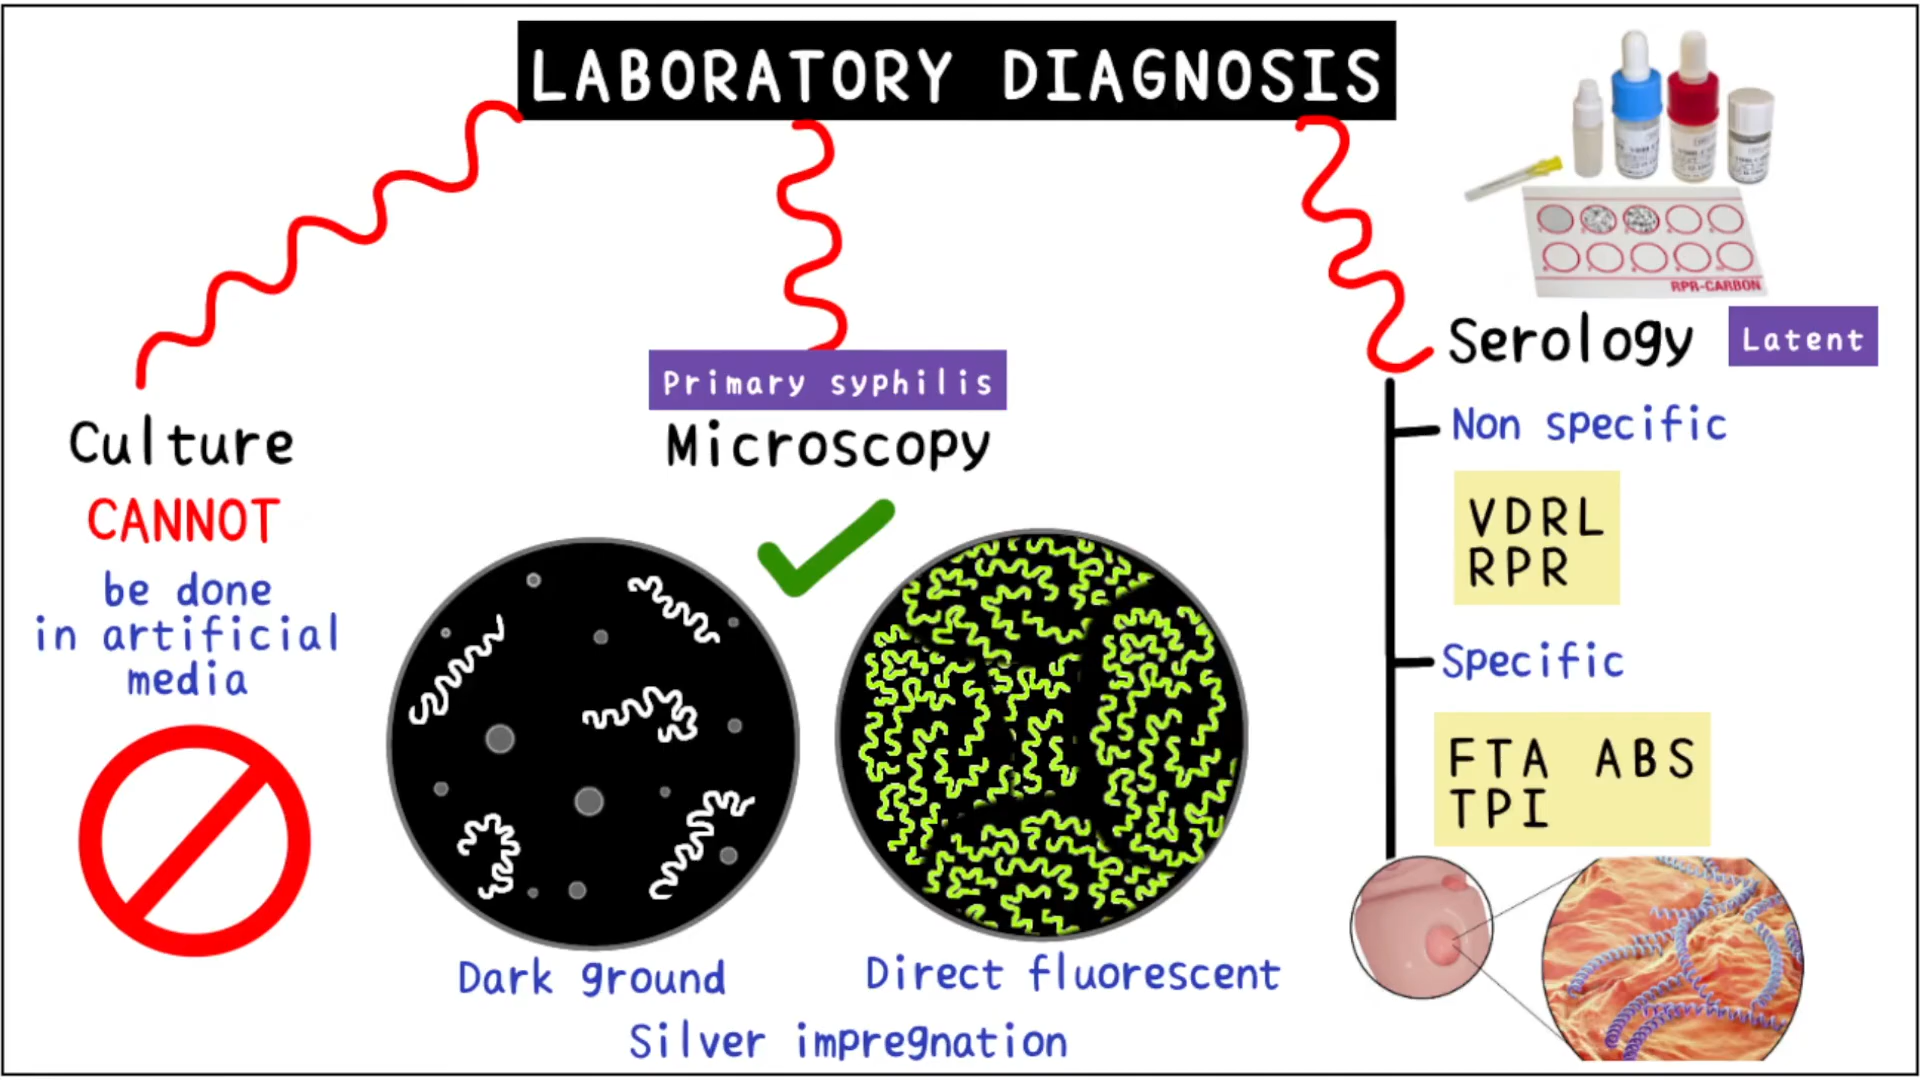 LABORATORY DIAGNOSIS
RPR-CARBON
Serology
Latent
Primary syphilis
Culture
Microscopy
Non specific
CANNOT
VDRL
RPR
be done
in artificial
media
Specific
FTA ABS
TPI
Dark ground
Direct fluorescent
Silver impregnation